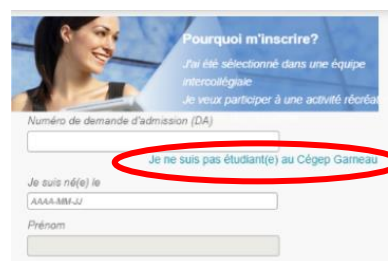 Pourquoi m'inscrire?
J'ai été sélectionné dans une équipe
intercollégiale
Je veux participer à une activité récréat
Numéro de demande d'admission (DA)
Je ne suis pas étudiant(e) au Cégep Garneau
Je suis né(e) le
AAAA-MM-JJ
Prénom